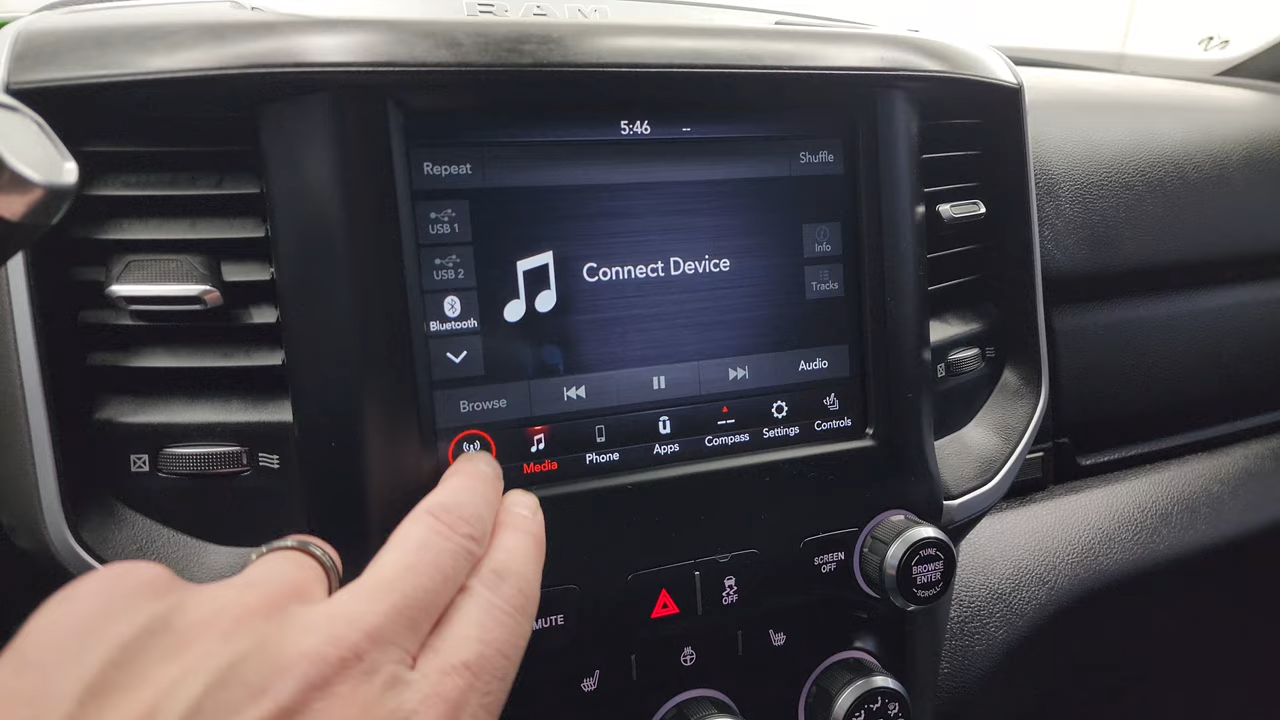 RAM
5:46 --
Repeat
Shuffle
USB 1
USB 2
Bluetooth
Connect Device
Info
Tracks
Browse
Audio
Media
Phone
Apps
Compass
Settings
Controls
MUTE
OFF
SCREEN
OFF
TUNE
BROWSE
ENTER
SCROLL